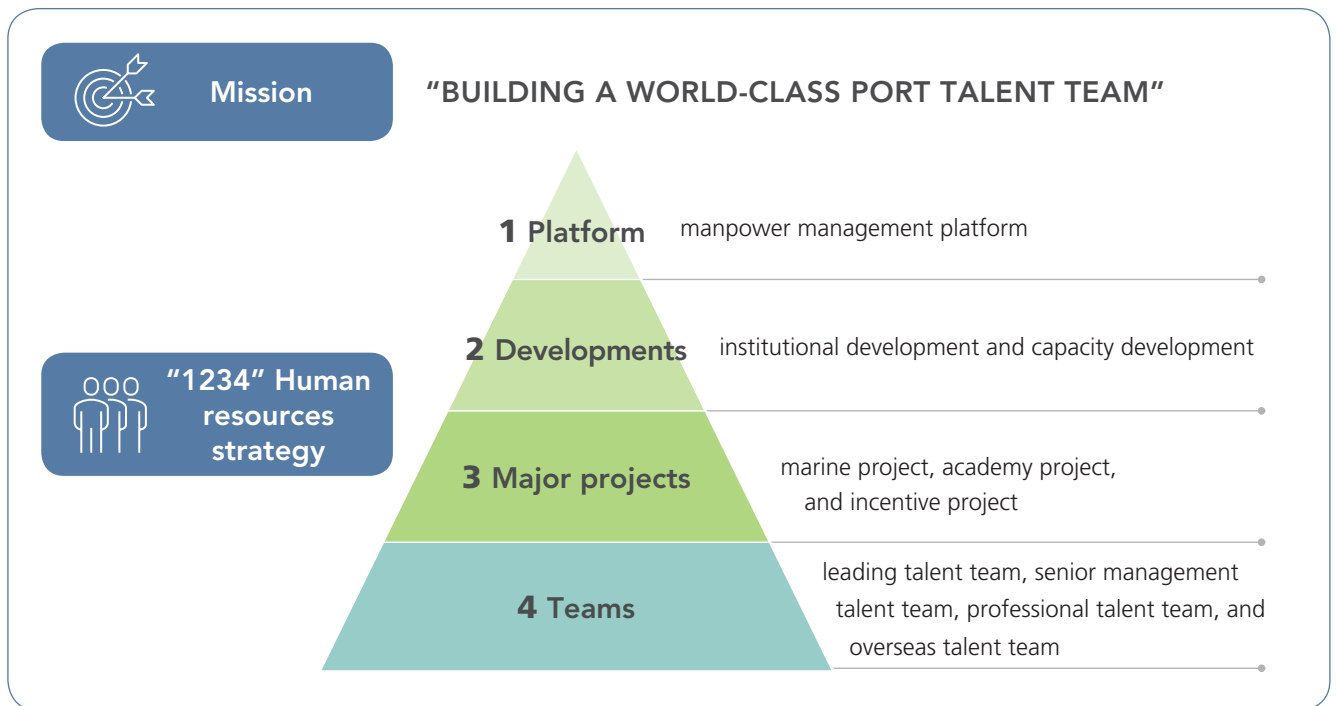 Mission
“BUILDING A WORLD-CLASS PORT TALENT TEAM”
1 Platform
manpower management platform
2 Developments
institutional development and capacity development
“1234” Human
resources
strategy
3 Major projects
marine project, academy project,
and incentive project
4 Teams
leading talent team, senior management
talent team, professional talent team, and
overseas talent team